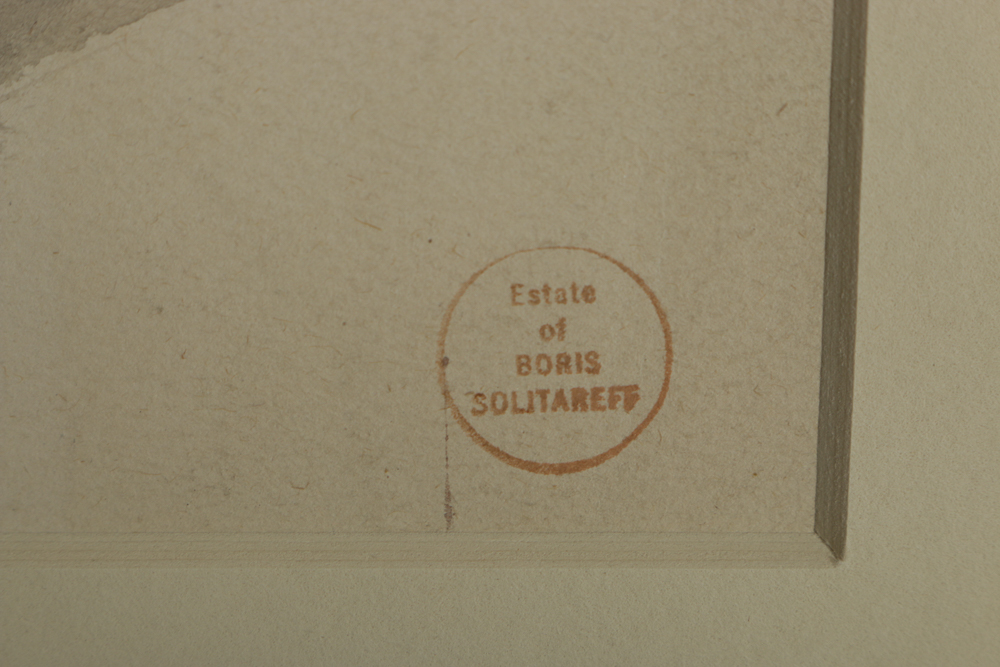 Estate
of
BORIS
SOLITAREFF